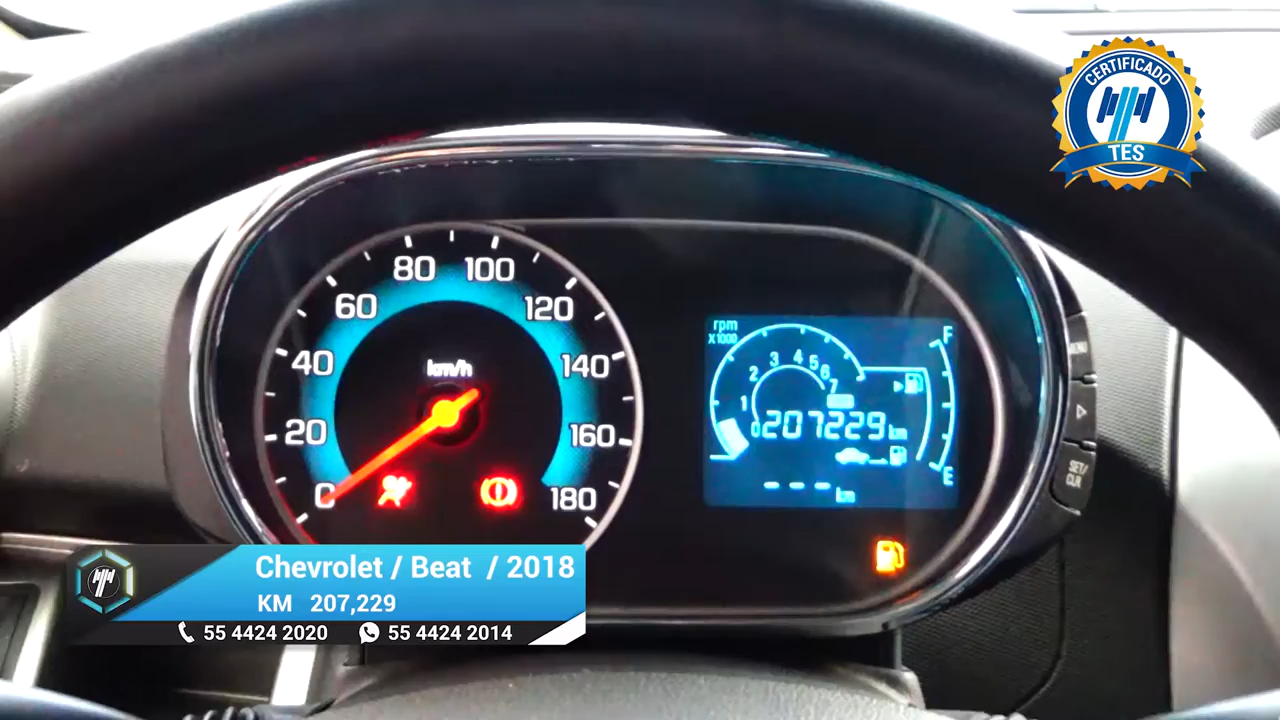 CERTIFICADO
TES
80 100
60 120
40 km/h 140
20 160
0 180
rpm
X1000
1 2 3 4 5 6 7
F
207229 km
--- km
E
MENU
SET/
CLR
Chevrolet / Beat / 2018
KM 207,229
55 4424 2020 55 4424 2014